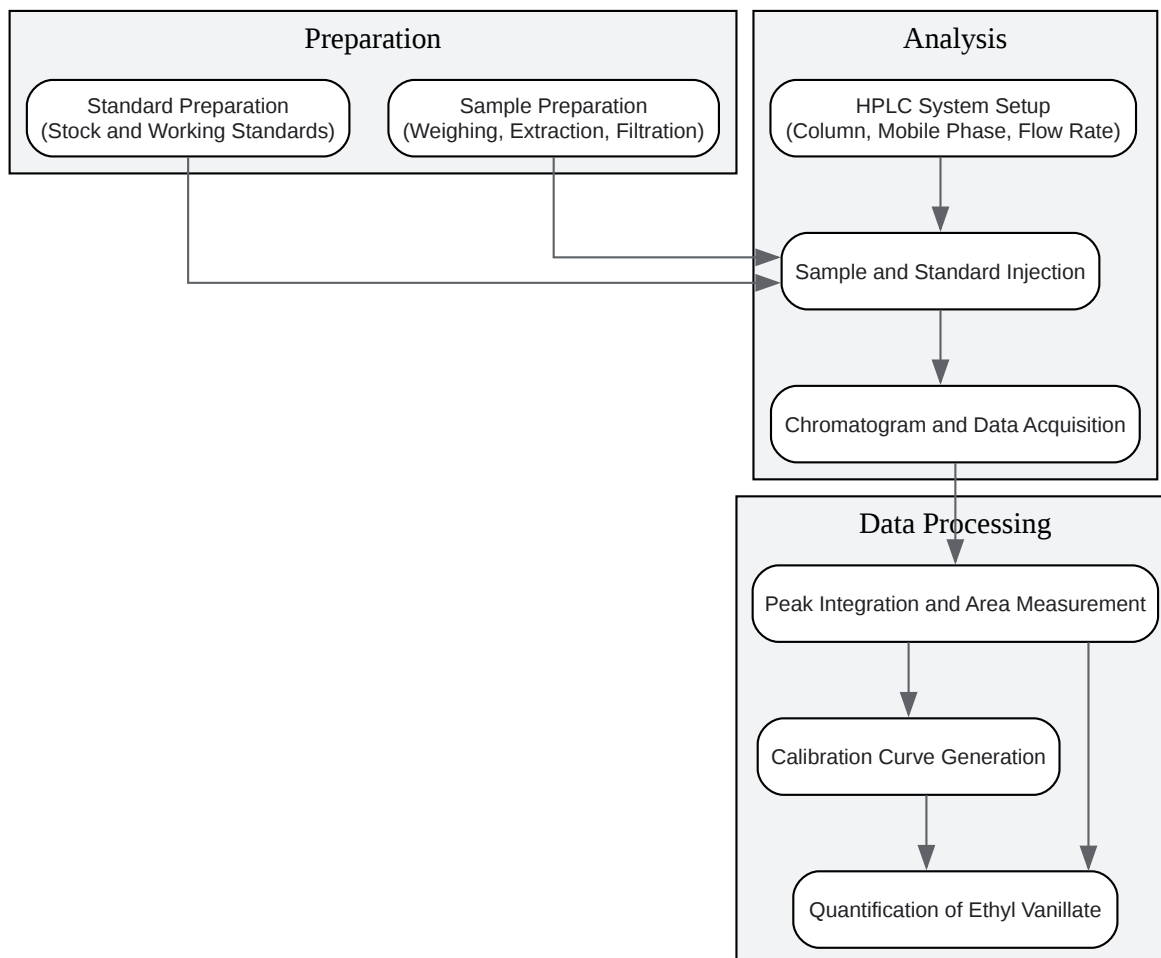 Preparation
Standard Preparation
(Stock and Working Standards)
Sample Preparation
(Weighing, Extraction, Filtration)
Analysis
HPLC System Setup
(Column, Mobile Phase, Flow Rate)
Sample and Standard Injection
Chromatogram and Data Acquisition
Data Processing
Peak Integration and Area Measurement
Calibration Curve Generation
Quantification of Ethyl Vanillate